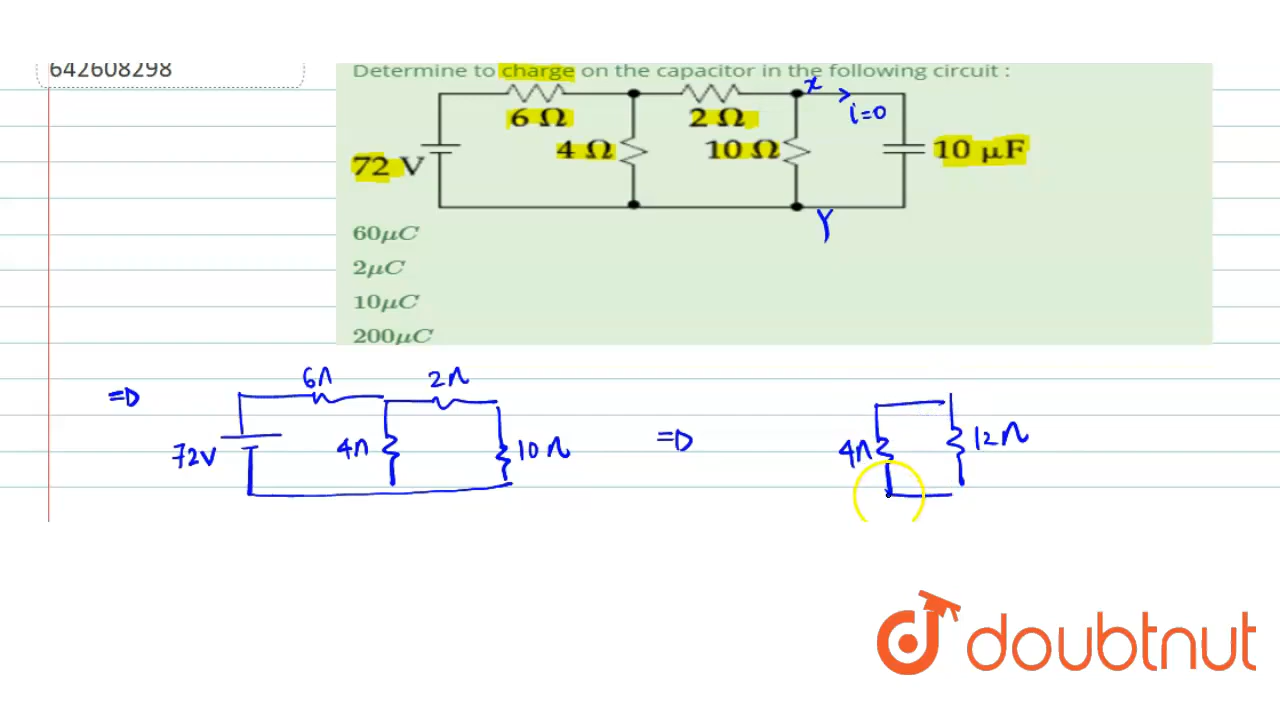 642608298
Determine to charge on the capacitor in the following circuit :
x
i=0
6 Ω
2 Ω
4 Ω
10 Ω
10 μF
72 V
Y
60μC
2μC
10μC
200μC
6Ω
2Ω
=D
72V
4Ω
10Ω
=D
4Ω
12Ω
doubtnut